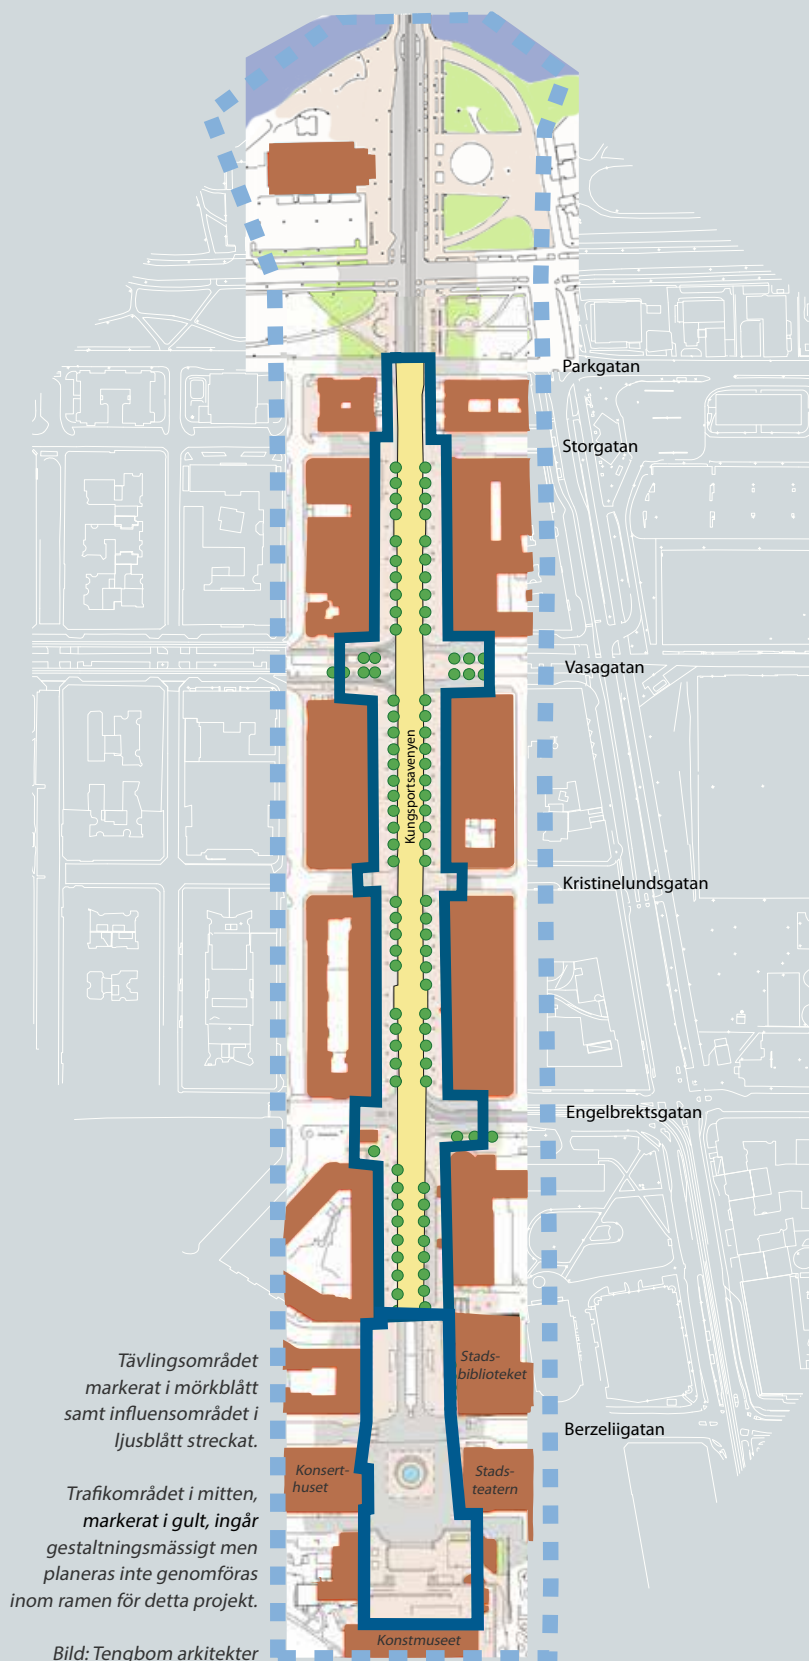 Parkgatan
Storgatan
Vasagatan
Kungsportsavenyen
Kristinelundsgatan
Engelbrektsgatan
Stads-
biblioteket
Berzeliigatan
Konsert-
huset
Stads-
teatern
Konstmuseet
Tävlingsområdet
markerat i mörkblått
samt influensområdet i
ljusblått streckat.
Trafikområdet i mitten,
markerat i gult, ingår
gestaltningsmässigt men
planeras inte genomföras
inom ramen för detta projekt.
Bild: Tengbom arkitekter